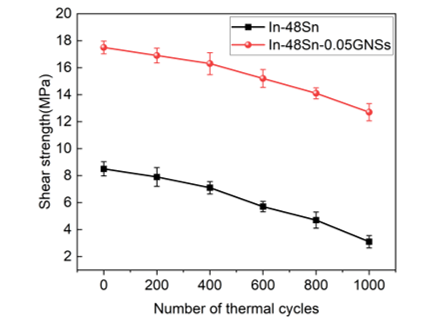 18
16
14
12
10
8
6
4
2
Shear strength(MPa)
In-48Sn
In-48Sn-0.05GNSs
0 200 400 600 800 1000
Number of thermal cycles